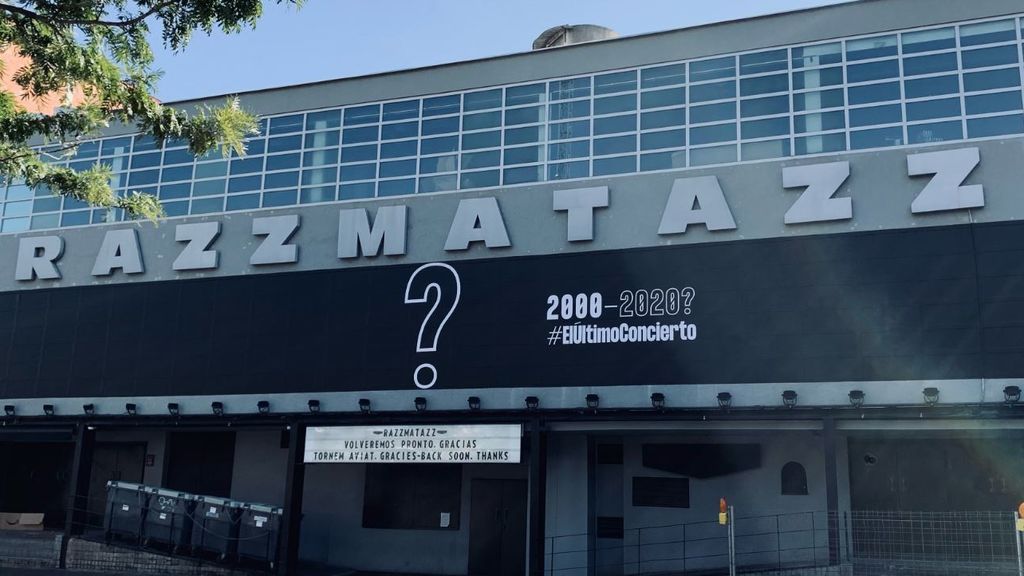 RAZZMATAZZ
?
2000-2020?
#ElÚltimoConcierto
RAZZMATAZZ
VOLVEREMOS PRONTO. GRACIAS
TORNEM AVIAT. GRACIES-BACK SOON. THANKS